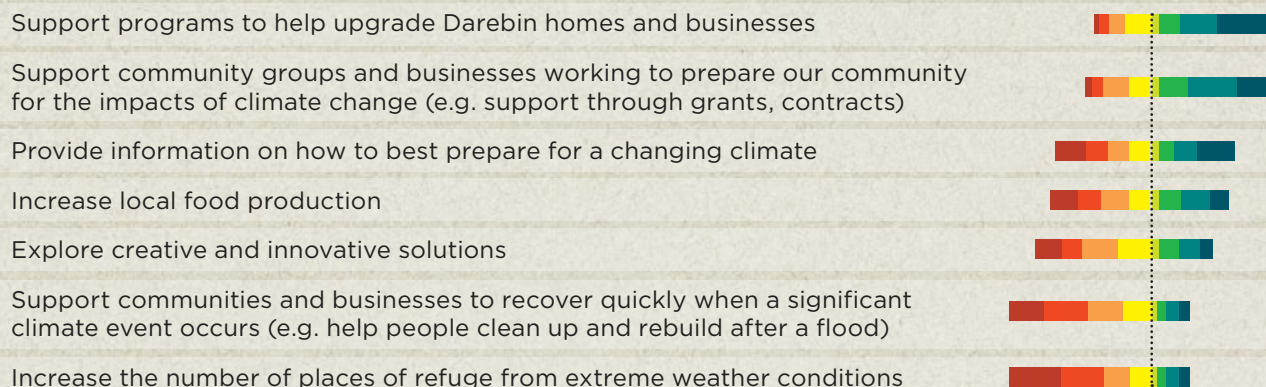 Support programs to help upgrade Darebin homes and businesses
Support community groups and businesses working to prepare our community
for the impacts of climate change (e.g. support through grants, contracts)
Provide information on how to best prepare for a changing climate
Increase local food production
Explore creative and innovative solutions
Support communities and businesses to recover quickly when a significant
climate event occurs (e.g. help people clean up and rebuild after a flood)
Increase the number of places of refuge from extreme weather conditions